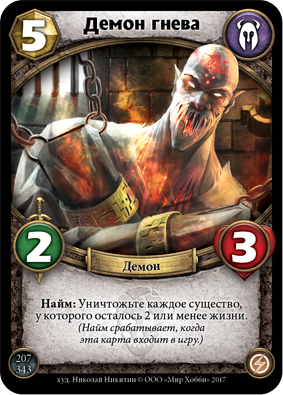 5
Демон гнева
2
3
Демон
Найм: Уничтожьте каждое существо,
у которого осталось 2 или менее жизни.
(Найм срабатывает, когда
эта карта входит в игру.)
207
343
худ. Николай Никитин © ООО «Мир Хобби» 2017